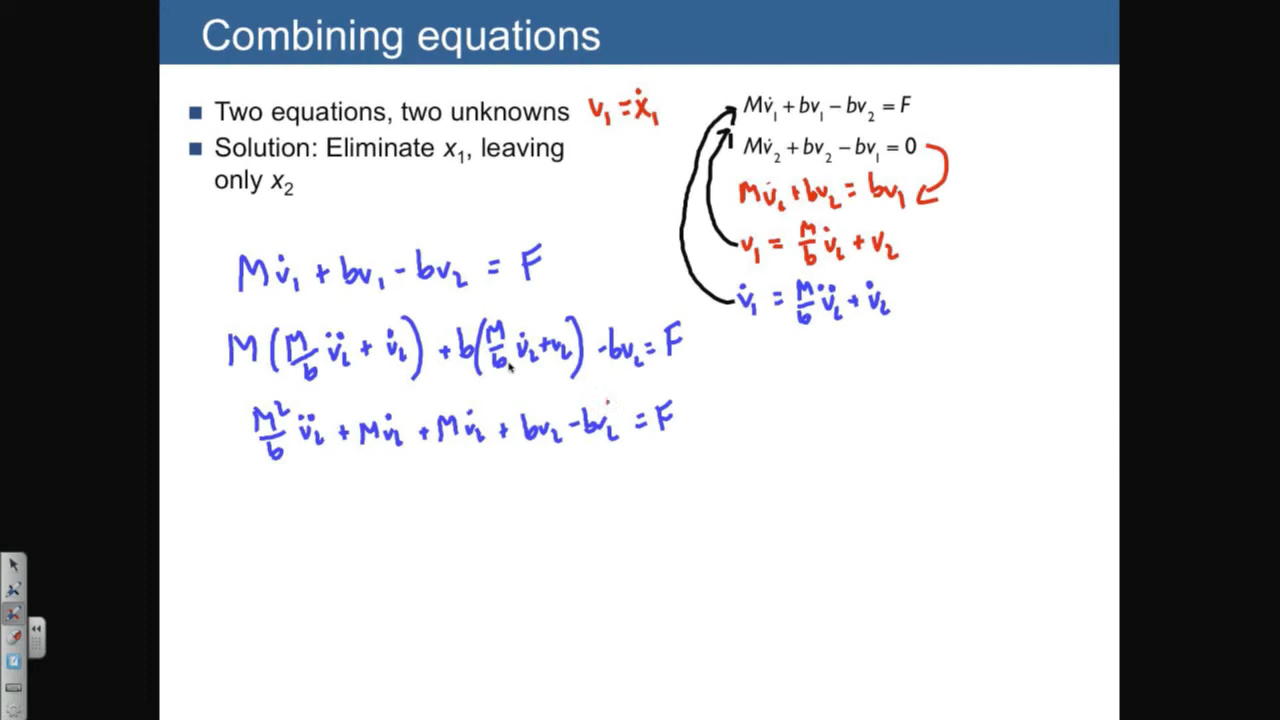 Combining equations
Two equations, two unknowns v₁ = ẋ₁
Solution: Eliminate x₁, leaving
only x₂
Mv̇₁ + bv₁ – bv₂ = F
Mv̇₂ + bv₂ – bv₁ = 0
Mv̇₂ + bv₂ = bv₁
v₁ = M/b v̇₂ + v₂
v̇₁ = M/b v̈₂ + v̇₂
Mv̇₁ + bv₁ - bv₂ = F
M(M/b v̈₂ + v̇₂) + b(M/b v̇₂ + v₂) - bv₂ = F
M²/b v̈₂ + Mv̇₂ + Mv̇₂ + bv₂ - bv₂ = F